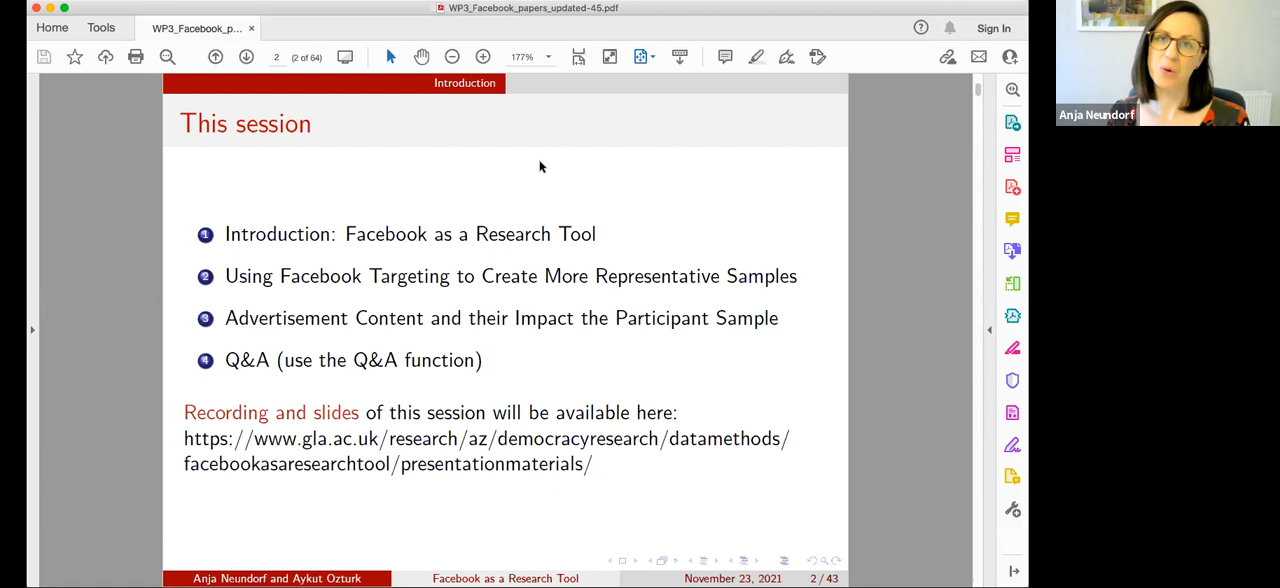 WP3_Facebook_papers_updated-45.pdf
Home Tools WP3_Facebook_p... × Sign In
2 (2 of 64) 177%
Introduction
This session
Anja Neundorf
1 Introduction: Facebook as a Research Tool
2 Using Facebook Targeting to Create More Representative Samples
3 Advertisement Content and their Impact the Participant Sample
4 Q&A (use the Q&A function)
Recording and slides of this session will be available here:
https://www.gla.ac.uk/research/az/democracyresearch/datamethods/
facebookasaresearchtool/presentationmaterials/
Anja Neundorf and Aykut Ozturk Facebook as a Research Tool November 23, 2021 2 / 43